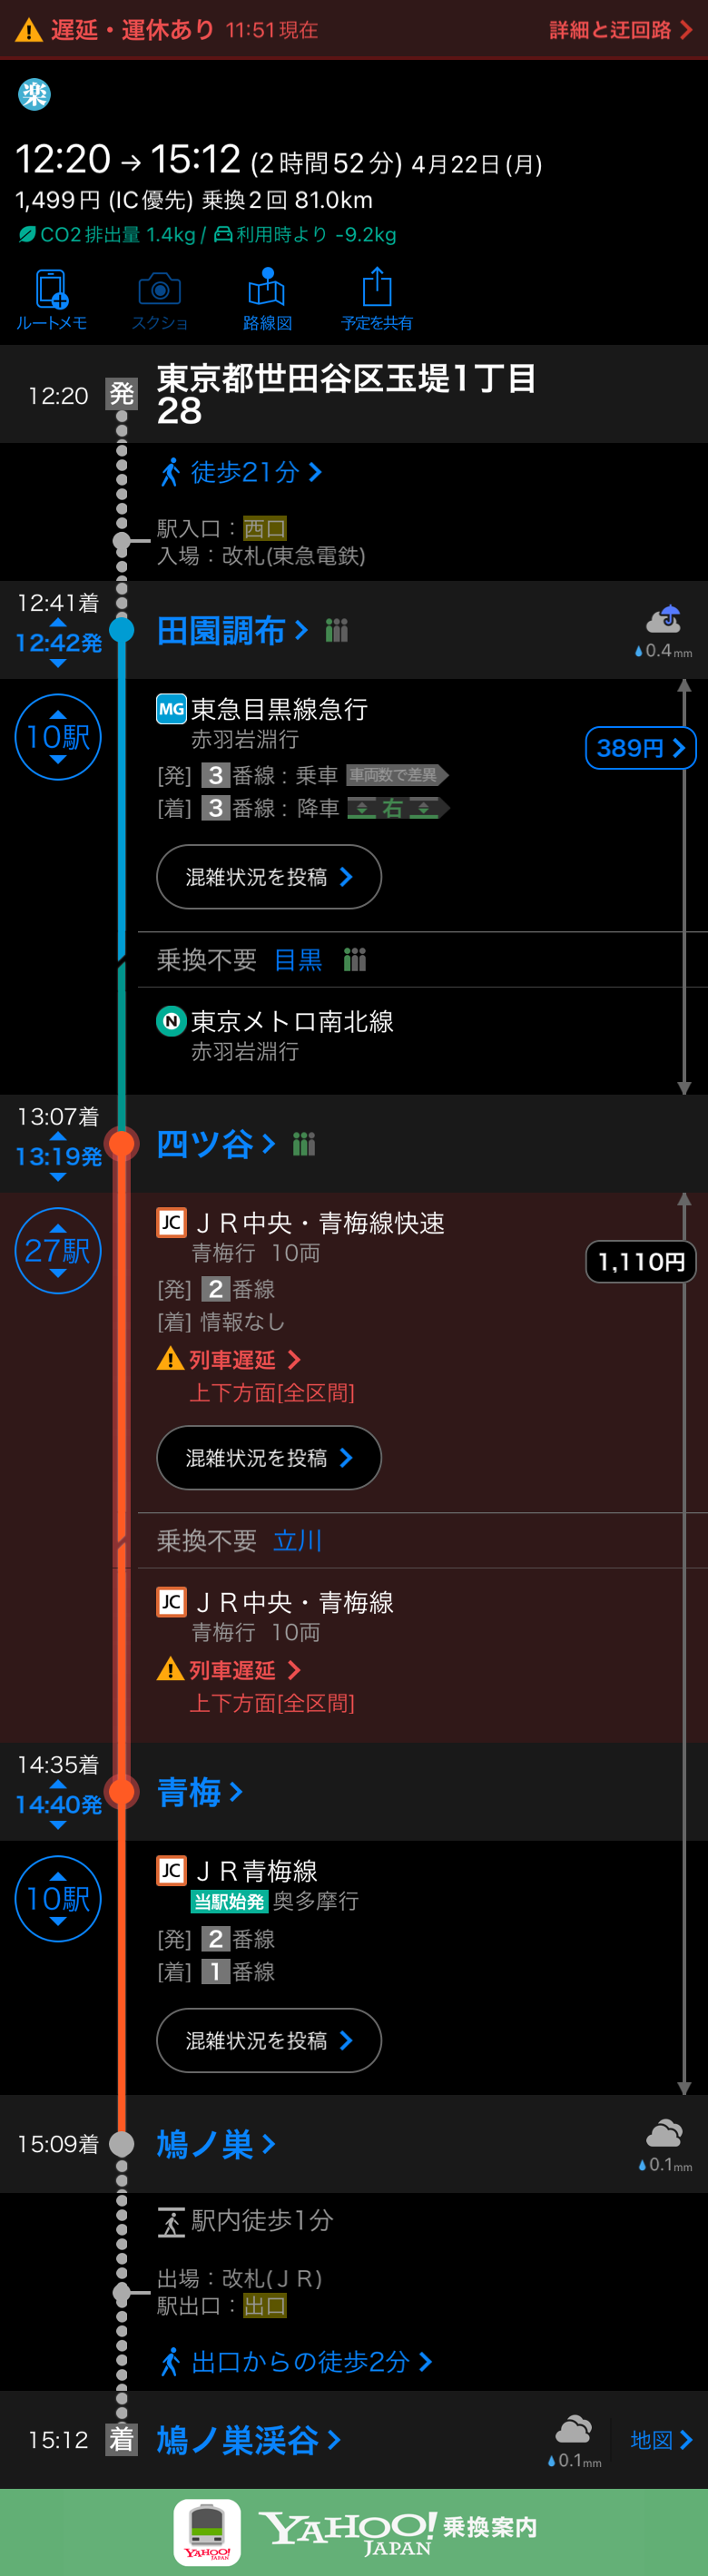 遅延・運休あり 11:51現在 詳細と迂回路
楽
12:20 → 15:12 (2時間52分) 4月22日(月)
1,499円 (IC優先) 乗換2回 81.0km
CO2排出量 1.4kg / 利用時より -9.2kg
ルートメモ スクショ 路線図 予定を共有
12:20 発 東京都世田谷区玉堤1丁目
28
徒歩21分
駅入口：西口
入場：改札(東急電鉄)
12:41着
12:42発 田園調布
0.4mm
MG 東急目黒線急行
10駅 赤羽岩淵行
389円
[発] 3番線：乗車 車両数で差異
[着] 3番線：降車 右
混雑状況を投稿
乗換不要 目黒
N 東京メトロ南北線
赤羽岩淵行
13:07着
13:19発 四ツ谷
JC ＪＲ中央・青梅線快速
27駅 青梅行 10両
1,110円
[発] 2番線
[着] 情報なし
列車遅延
上下方面[全区間]
混雑状況を投稿
乗換不要 立川
JC ＪＲ中央・青梅線
青梅行 10両
列車遅延
上下方面[全区間]
14:35着
14:40発 青梅
JC ＪＲ青梅線
10駅 当駅始発 奥多摩行
[発] 2番線
[着] 1番線
混雑状況を投稿
15:09着 鳩ノ巣
0.1mm
駅内徒歩1分
出場：改札(ＪＲ)
駅出口：出口
出口からの徒歩2分
15:12 着 鳩ノ巣渓谷 地図
0.1mm
YAHOO! JAPAN YAHOO! JAPAN 乗換案内